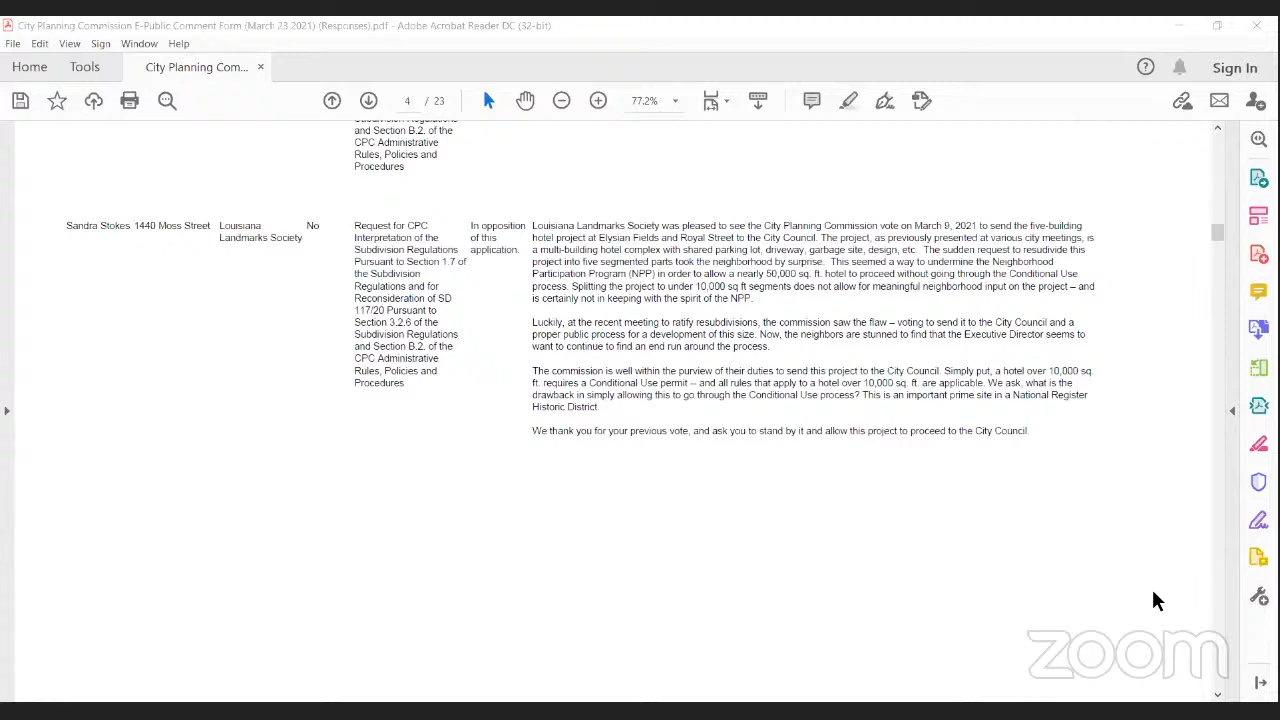 City Planning Commission E-Public Comment Form (March 23 2021) (Responses).pdf - Adobe Acrobat Reader DC (32-bit)
File Edit View Sign Window Help
Home Tools City Planning Com... × Sign In
4 / 23 77.2%
Subdivision Regulations
and Section B.2. of the
CPC Administrative
Rules, Policies and
Procedures
Sandra Stokes 1440 Moss Street
Louisiana
Landmarks Society
No
Request for CPC
Interpretation of the
Subdivision Regulations
Pursuant to Section 1.7 of
the Subdivision
Regulations and for
Reconsideration of SD
117/20 Pursuant to
Section 3.2.6 of the
Subdivision Regulations
and Section B.2. of the
CPC Administrative
Rules, Policies and
Procedures
In opposition
of this
application.
Louisiana Landmarks Society was pleased to see the City Planning Commission vote on March 9, 2021 to send the five-building
hotel project at Elysian Fields and Royal Street to the City Council. The project, as previously presented at various city meetings, is
a multi-building hotel complex with shared parking lot, driveway, garbage site, design, etc. The sudden request to resudivide this
project into five segmented parts took the neighborhood by surprise. This seemed a way to undermine the Neighborhood
Participation Program (NPP) in order to allow a nearly 50,000 sq. ft. hotel to proceed without going through the Conditional Use
process. Splitting the project to under 10,000 sq ft segments does not allow for meaningful neighborhood input on the project – and
is certainly not in keeping with the spirit of the NPP.
Luckily, at the recent meeting to ratify resubdivisions, the commission saw the flaw – voting to send it to the City Council and a
proper public process for a development of this size. Now, the neighbors are stunned to find that the Executive Director seems to
want to continue to find an end run around the process.
The commission is well within the purview of their duties to send this project to the City Council. Simply put, a hotel over 10,000 sq.
ft. requires a Conditional Use permit – and all rules that apply to a hotel over 10,000 sq. ft. are applicable. We ask, what is the
drawback in simply allowing this to go through the Conditional Use process? This is an important prime site in a National Register
Historic District.
We thank you for your previous vote, and ask you to stand by it and allow this project to proceed to the City Council.
zoom